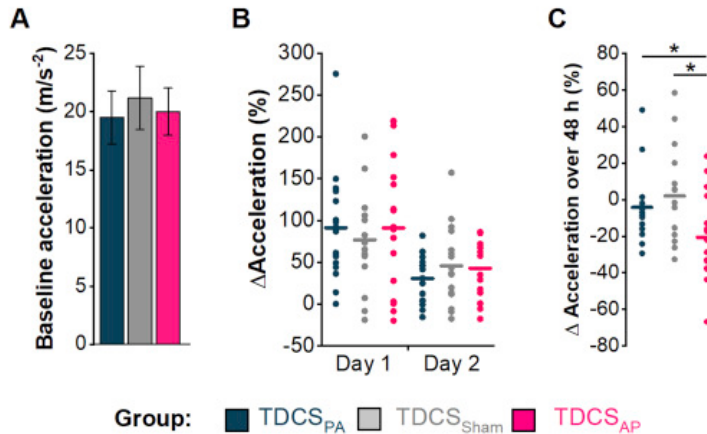 A
Baseline acceleration (m/s-2)
25
20
15
10
5
0
B
ΔAcceleration (%)
300
250
200
150
100
50
0
-50
Day 1
Day 2
C
Δ Acceleration over 48 h (%)
80
60
40
20
0
-20
-40
-60
-80
*
*
Group: TDCSPA TDCSSham TDCSAP